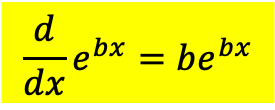 d/dx e^{bx} = be^{bx}